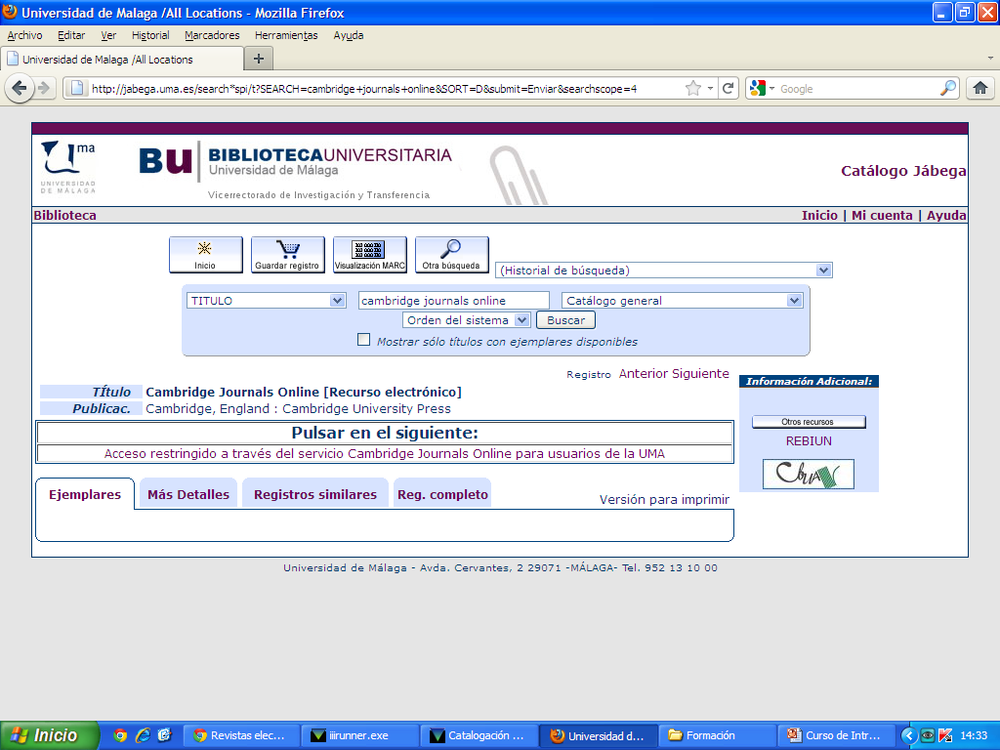 Universidad de Malaga /All Locations - Mozilla Firefox
Archivo Editar Ver Historial Marcadores Herramientas Ayuda
Universidad de Malaga /All Locations
http://jabega.uma.es/search*spi/t?SEARCH=cambridge+journals+online&SORT=D&submit=Enviar&searchscope=4
Google
uma
UNIVERSIDAD
DE MÁLAGA
Bu
BIBLIOTECAUNIVERSITARIA
Universidad de Málaga
Vicerrectorado de Investigación y Transferencia
Catálogo Jábega
Biblioteca
Inicio | Mi cuenta | Ayuda
Inicio
Guardar registro
Visualización MARC
Otra búsqueda
(Historial de búsqueda)
TITULO
cambridge journals online
Catálogo general
Orden del sistema
Buscar
Mostrar sólo títulos con ejemplares disponibles
Registro Anterior Siguiente
TÍtulo Cambridge Journals Online [Recurso electrónico]
Publicac. Cambridge, England : Cambridge University Press
Pulsar en el siguiente:
Acceso restringido a través del servicio Cambridge Journals Online para usuarios de la UMA
Información Adicional:
Otros recursos
REBIUN
CBUA
Ejemplares
Más Detalles
Registros similares
Reg. completo
Versión para imprimir
Universidad de Málaga - Avda. Cervantes, 2 29071 -MÁLAGA- Tel. 952 13 10 00
Inicio
Revistas elec...
iiirunner.exe
Catalogación ...
Universidad d...
Formación
Curso de Intr...
14:33